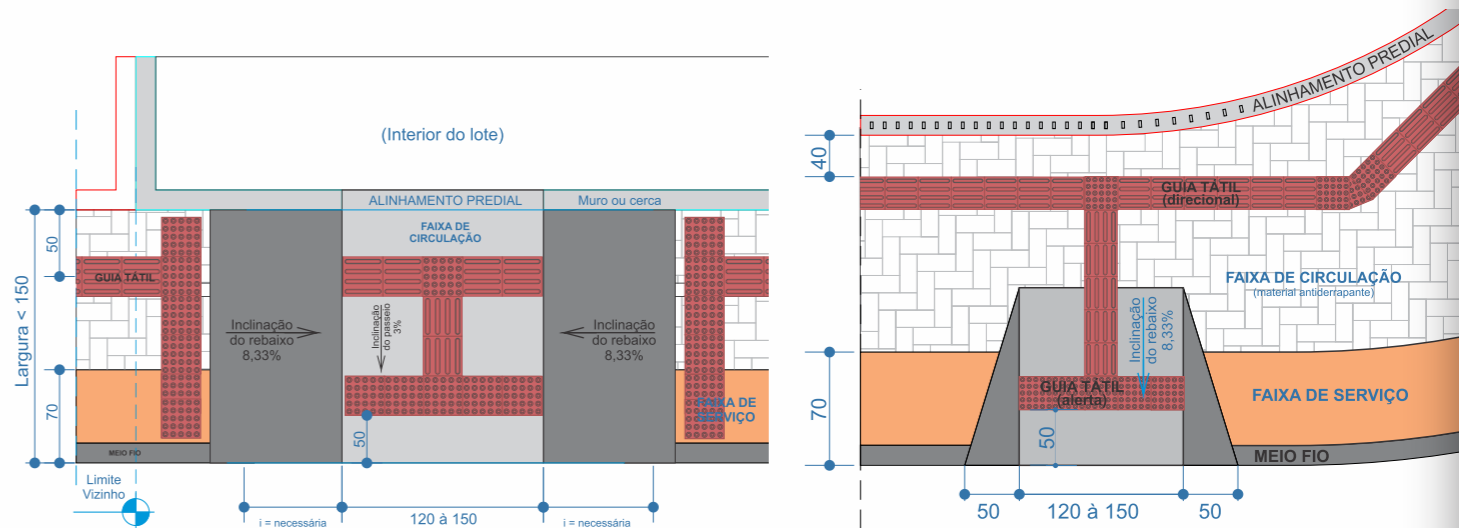 (Interior do lote)
ALINHAMENTO PREDIAL
Muro ou cerca
FAIXA DE
CIRCULAÇÃO
50
GUIA TÁTIL
Largura < 150
Inclinação
do rebaixo
8,33%
Inclinação
do passeio
3%
Inclinação
do rebaixo
8,33%
70
FAIXA DE
SERVIÇO
50
MEIO FIO
Limite
Vizinho
i = necessária
120 à 150
i = necessária
ALINHAMENTO PREDIAL
40
GUIA TÁTIL
(direcional)
FAIXA DE CIRCULAÇÃO
(material antiderrapante)
Inclinação
do rebaixo
8,33%
GUIA TÁTIL
(alerta)
FAIXA DE SERVIÇO
70
50
MEIO FIO
50
120 à 150
50